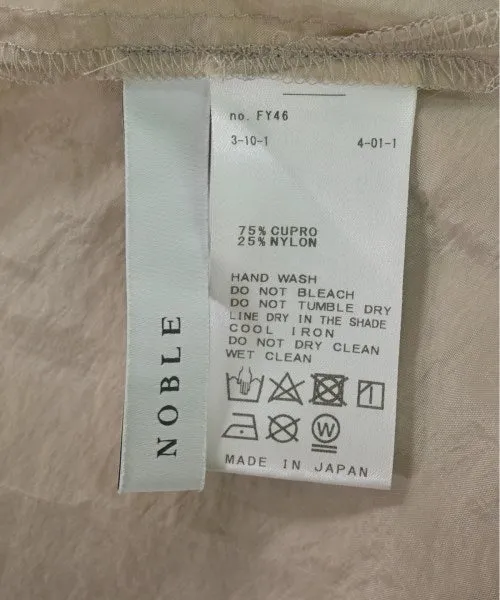 NOBLE
no. FY46
3-10-1 4-01-1
75% CUPRO
25% NYLON
HAND WASH
DO NOT BLEACH
DO NOT TUMBLE DRY
LINE DRY IN THE SHADE
COOL IRON
DO NOT DRY CLEAN
WET CLEAN
W
MADE IN JAPAN